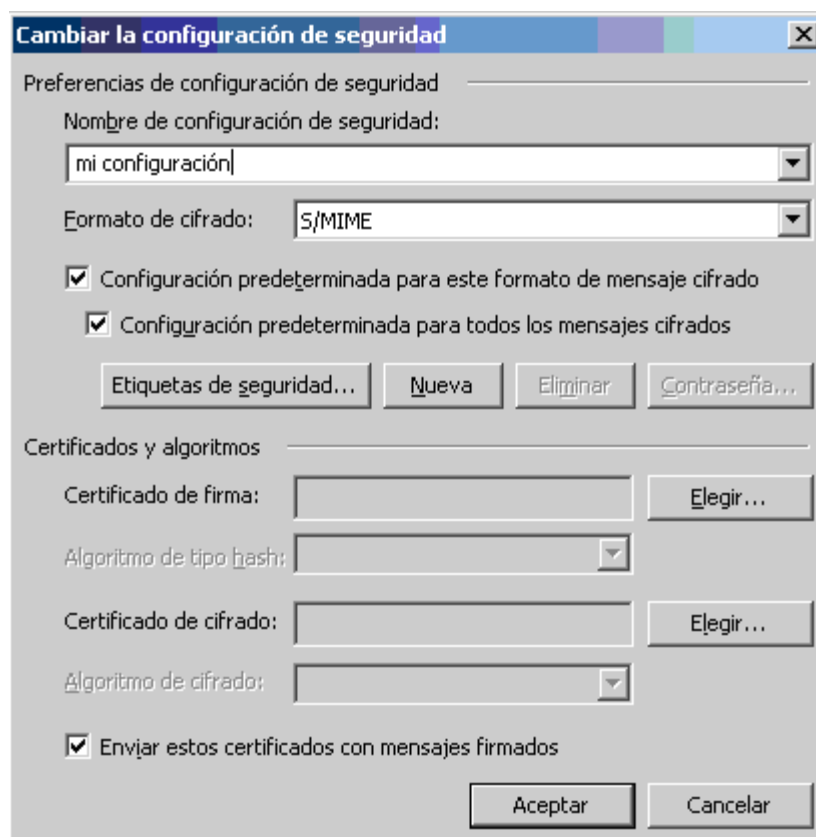 Cambiar la configuración de seguridad
Preferencias de configuración de seguridad
Nombre de configuración de seguridad:
mi configuración
Formato de cifrado: S/MIME
Configuración predeterminada para este formato de mensaje cifrado
Configuración predeterminada para todos los mensajes cifrados
Etiquetas de seguridad... Nueva Eliminar Contraseña...
Certificados y algoritmos
Certificado de firma: Elegir...
Algoritmo de tipo hash:
Certificado de cifrado: Elegir...
Algoritmo de cifrado:
Enviar estos certificados con mensajes firmados
Aceptar Cancelar